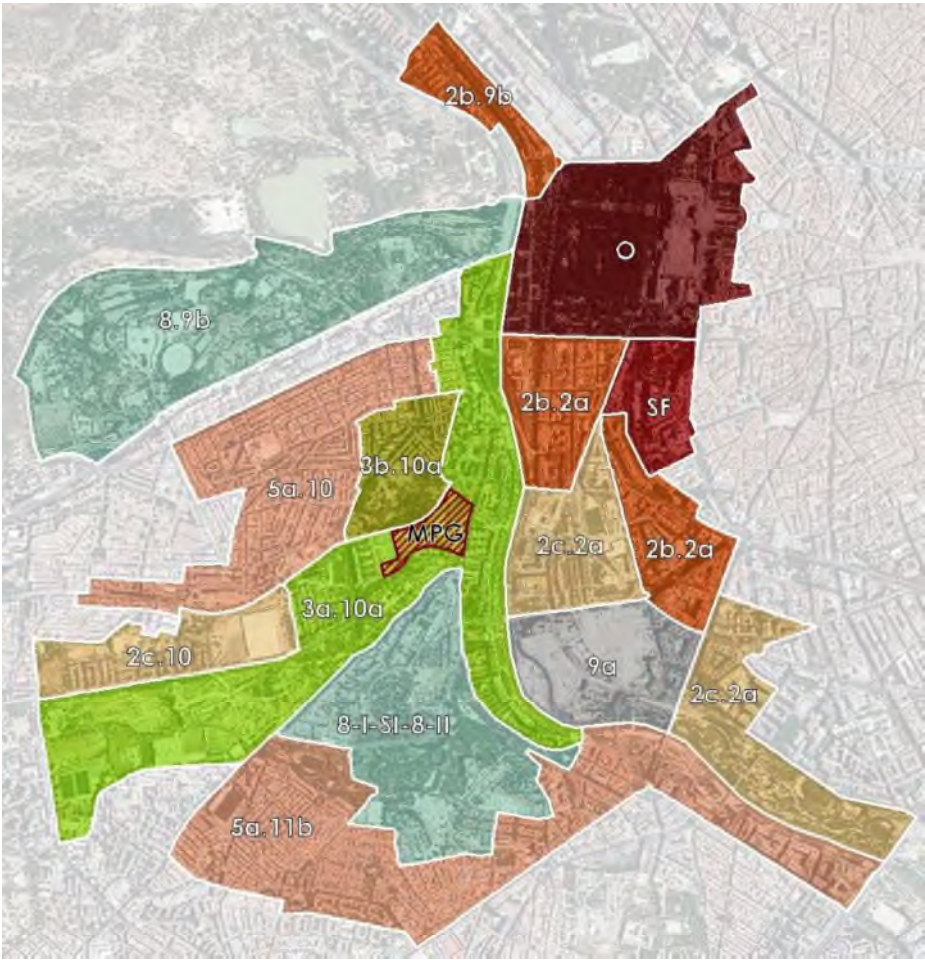 2b.9b
8.9b
2b.2a
SF
3b.10a
5a.10
MPG
2c.2a
2b.2a
3a.10a
2c.10
9a
2c.2a
8-I-SI-8-II
5a.11b